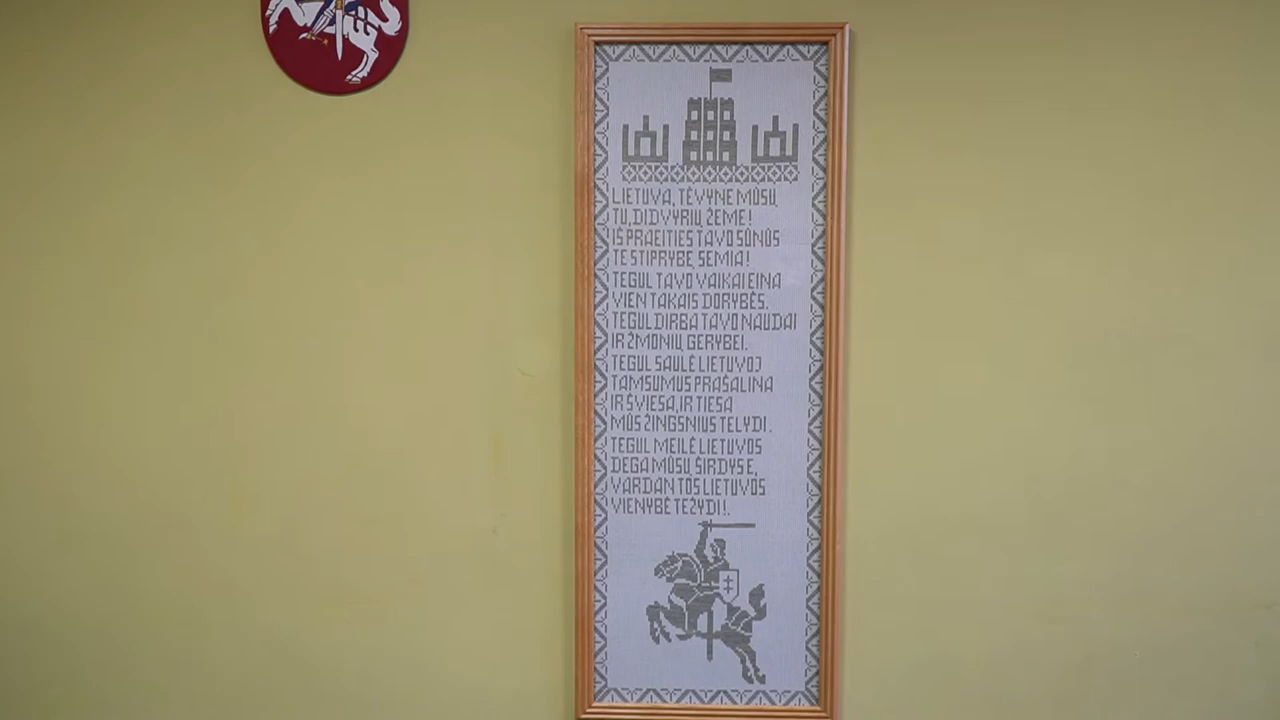 LIETUVA, TĖVYNE MŪSŲ
TU, DIDVYRIŲ ŽEME!
IŠ PRAEITIES TAVO SŪNŪS
TE STIPRYBĘ SEMIA!
TEGUL TAVO VAIKAI EINA
VIEN TAKAIS DORYBĖS.
TEGUL DIRBA TAVO NAUDAI
IR ŽMONIŲ GERYBEI.
TEGUL SAULĖ LIETUVOJ
TAMSUMUS PRAŠALINA
IR ŠVIESA, IR TIESA
MŪS ŽINGSNIUS TELYDI.
TEGUL MEILĖ LIETUVOS
DEGA MŪSŲ ŠIRDYSE,
VARDAN TOS LIETUVOS
VIENYBĖ TEŽYDI!.